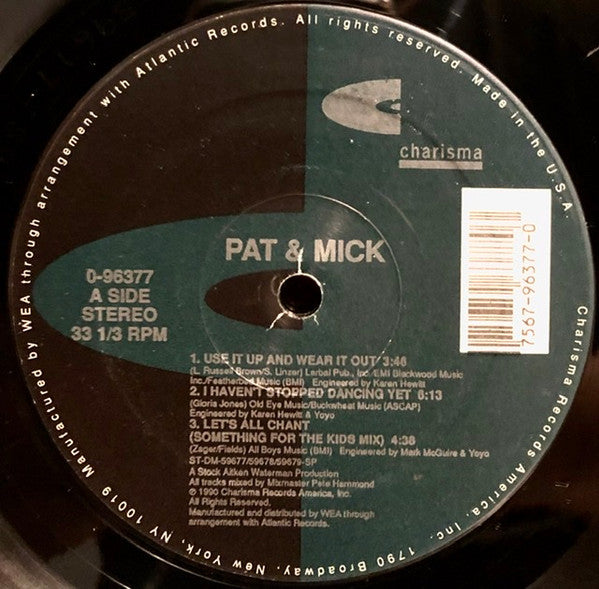 Manufactured by WEA through arrangement with Atlantic Records. All rights reserved. Made in the U.S.A.
charisma
PAT & MICK
0-96377
A SIDE
STEREO
33 1/3 RPM
7567-96377-0
1. USE IT UP AND WEAR IT OUT 3:46
(L. Russell Brown/S. Linzer) Larbal Pub., Inc./EMI Blackwood Music
Inc./Featherbed Music (BMI) Engineered by Karen Hewitt
2. I HAVEN'T STOPPED DANCING YET 6:13
(Gloria Jones) Old Eye Music/Buckwheat Music (ASCAP)
Engineered by Karen Hewitt & Yoyo
3. LET'S ALL CHANT
(SOMETHING FOR THE KIDS MIX) 4:38
(Zager/Fields) All Boys Music (BMI) Engineered by Mark McGuire & Yoyo
ST-DM-59677/59678/59679-SP
A Stock Aitken Waterman Production
All tracks mixed by Mixmaster Pete Hammond
℗ 1990 Charisma Records America, Inc.
All Rights Reserved.
Manufactured and distributed by WEA through
arrangement with Atlantic Records.
Charisma Records America, Inc. 1790 Broadway, New York, NY 10019